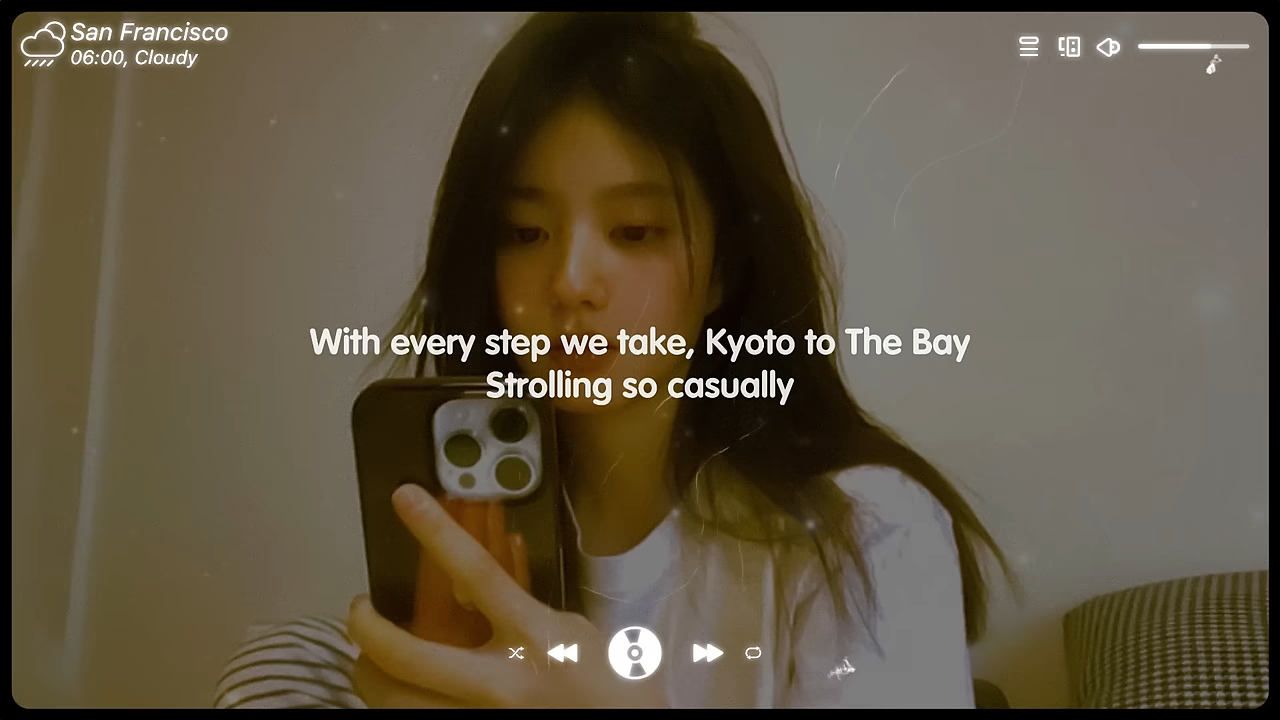 San Francisco
06:00, Cloudy
With every step we take, Kyoto to The Bay
Strolling so casually